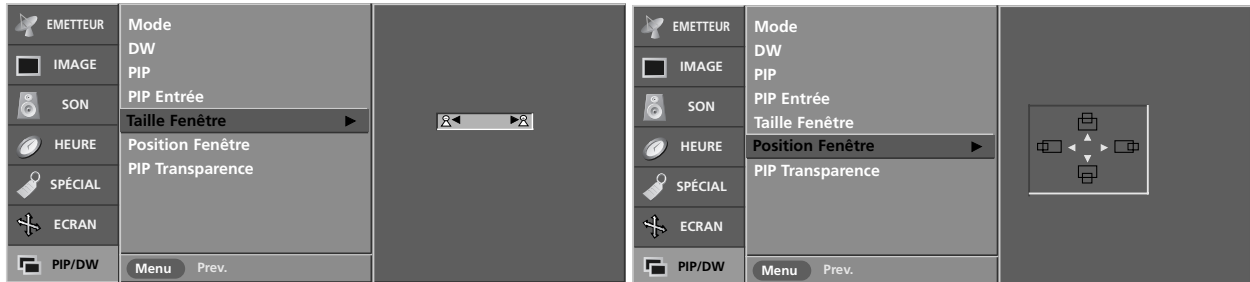 EMETTEUR
IMAGE
SON
HEURE
SPÉCIAL
ECRAN
PIP/DW
Mode
DW
PIP
PIP Entrée
Taille Fenêtre
Position Fenêtre
PIP Transparence
Menu Prev.
EMETTEUR
IMAGE
SON
HEURE
SPÉCIAL
ECRAN
PIP/DW
Mode
DW
PIP
PIP Entrée
Taille Fenêtre
Position Fenêtre
PIP Transparence
Menu Prev.